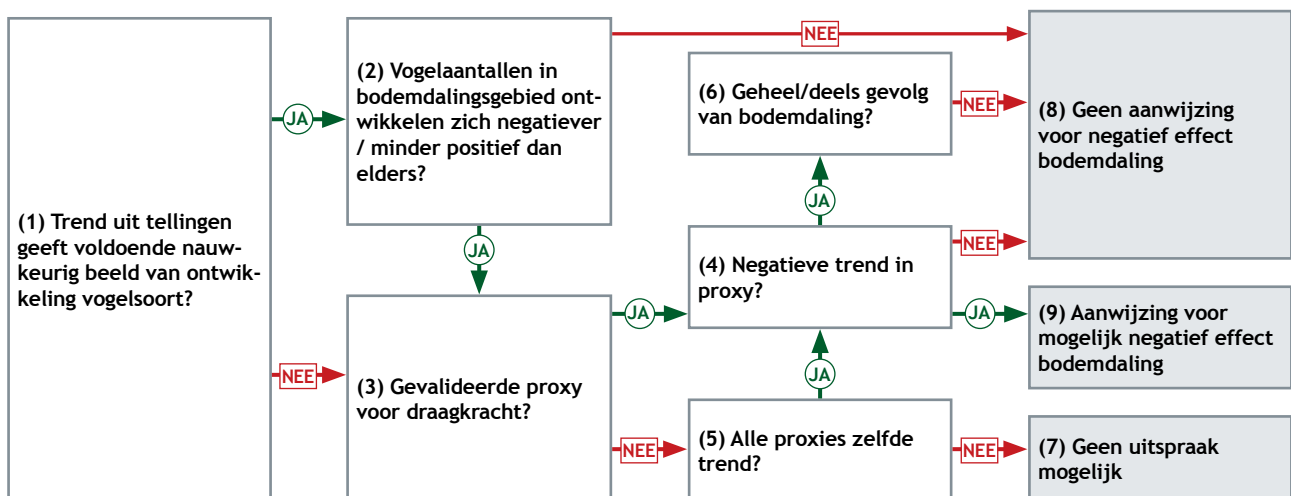 (1) Trend uit tellingen
geeft voldoende nauw-
keurig beeld van ontwik-
keling vogelsoort?
JA
NEE
(2) Vogelaantallen in
bodemdalingsgebied ont-
wikkelen zich negatiever
/ minder positief dan
elders?
NEE
JA
(3) Gevalideerde proxy
voor draagkracht?
JA
NEE
(6) Geheel/deels gevolg
van bodemdaling?
NEE
JA
(4) Negatieve trend in
proxy?
NEE
JA
JA
(5) Alle proxies zelfde
trend?
NEE
(8) Geen aanwijzing
voor negatief effect
bodemdaling
(9) Aanwijzing voor
mogelijk negatief effect
bodemdaling
(7) Geen uitspraak
mogelijk